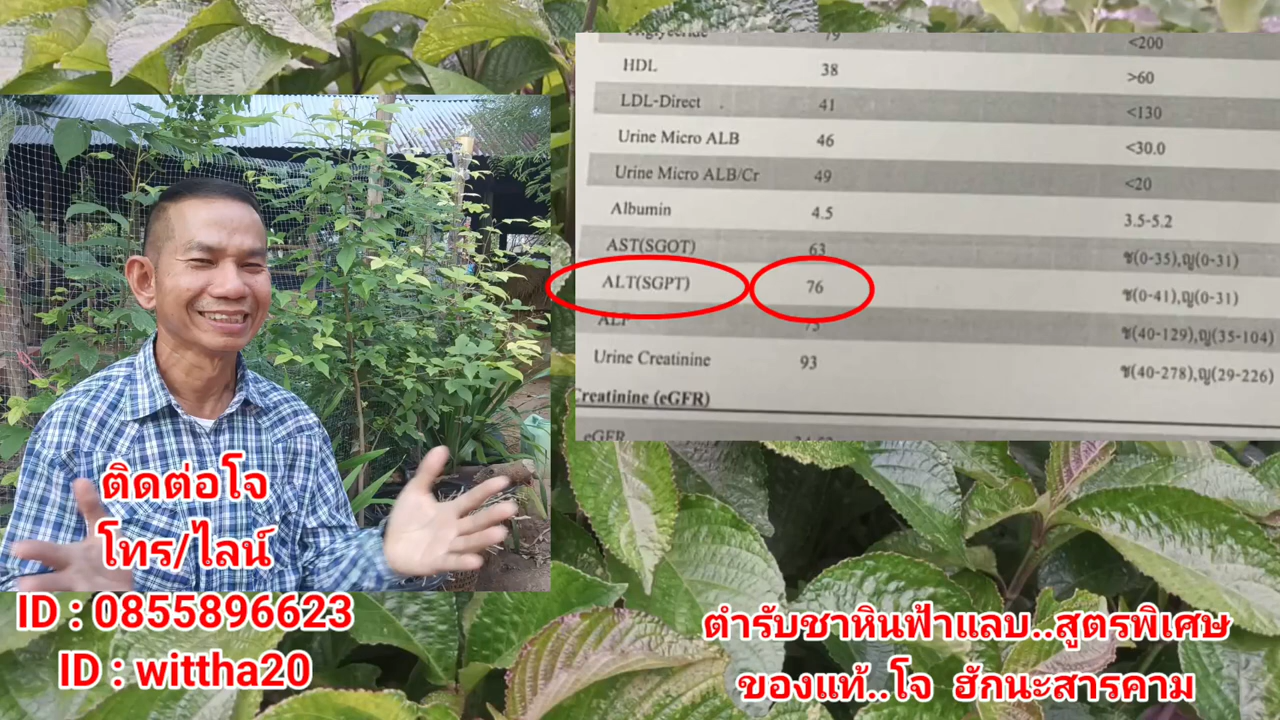 Triglyceride 79 <200
HDL 38 >60
LDL-Direct 41 <130
Urine Micro ALB 46 <30.0
Urine Micro ALB/Cr 49 <20
Albumin 4.5 3.5-5.2
AST(SGOT) 63 ช(0-35),ญ(0-31)
ALT(SGPT) 76 ช(0-41),ญ(0-31)
ALP 75 ช(40-129),ญ(35-104)
Urine Creatinine 93 ช(40-278),ญ(29-226)
Creatinine (eGFR)
eGFR
ติดต่อโจ
โทร/ไลน์
ID : 0855896623
ID : wittha20
ตำรับชาหินฟ้าแลบ..สูตรพิเศษ
ของแท้..โจ ฮักนะสารคาม